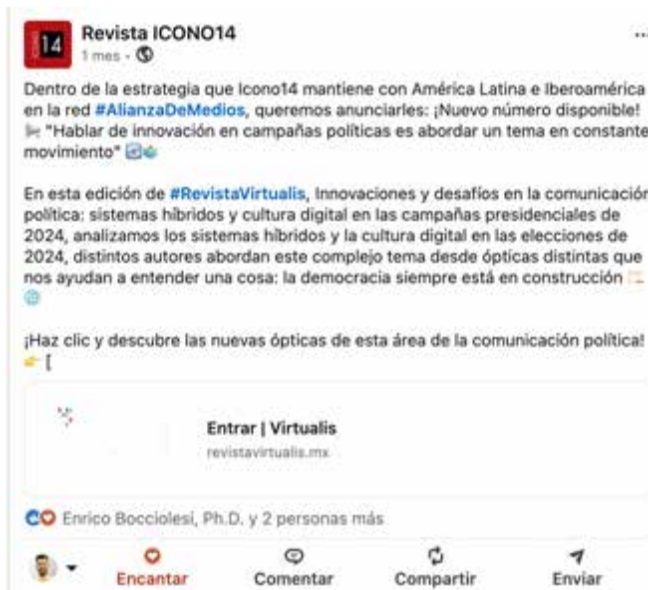 14
Revista ICONO14
1 mes •
Dentro de la estrategia que Icono14 mantiene con América Latina e Iberoamérica
en la red #AlianzaDeMedios, queremos anunciarles: ¡Nuevo número disponible!
"Hablar de innovación en campañas políticas es abordar un tema en constante
movimiento"
En esta edición de #RevistaVirtualis, Innovaciones y desafíos en la comunicación
política: sistemas híbridos y cultura digital en las campañas presidenciales de
2024, analizamos los sistemas híbridos y la cultura digital en las elecciones de
2024, distintos autores abordan este complejo tema desde ópticas distintas que
nos ayudan a entender una cosa: la democracia siempre está en construcción
¡Haz clic y descubre las nuevas ópticas de esta área de la comunicación política!
[
Entrar | Virtualis
revistavirtualis.mx
Enrico Bocciolesi, Ph.D. y 2 personas más
Encantar
Comentar
Compartir
Enviar